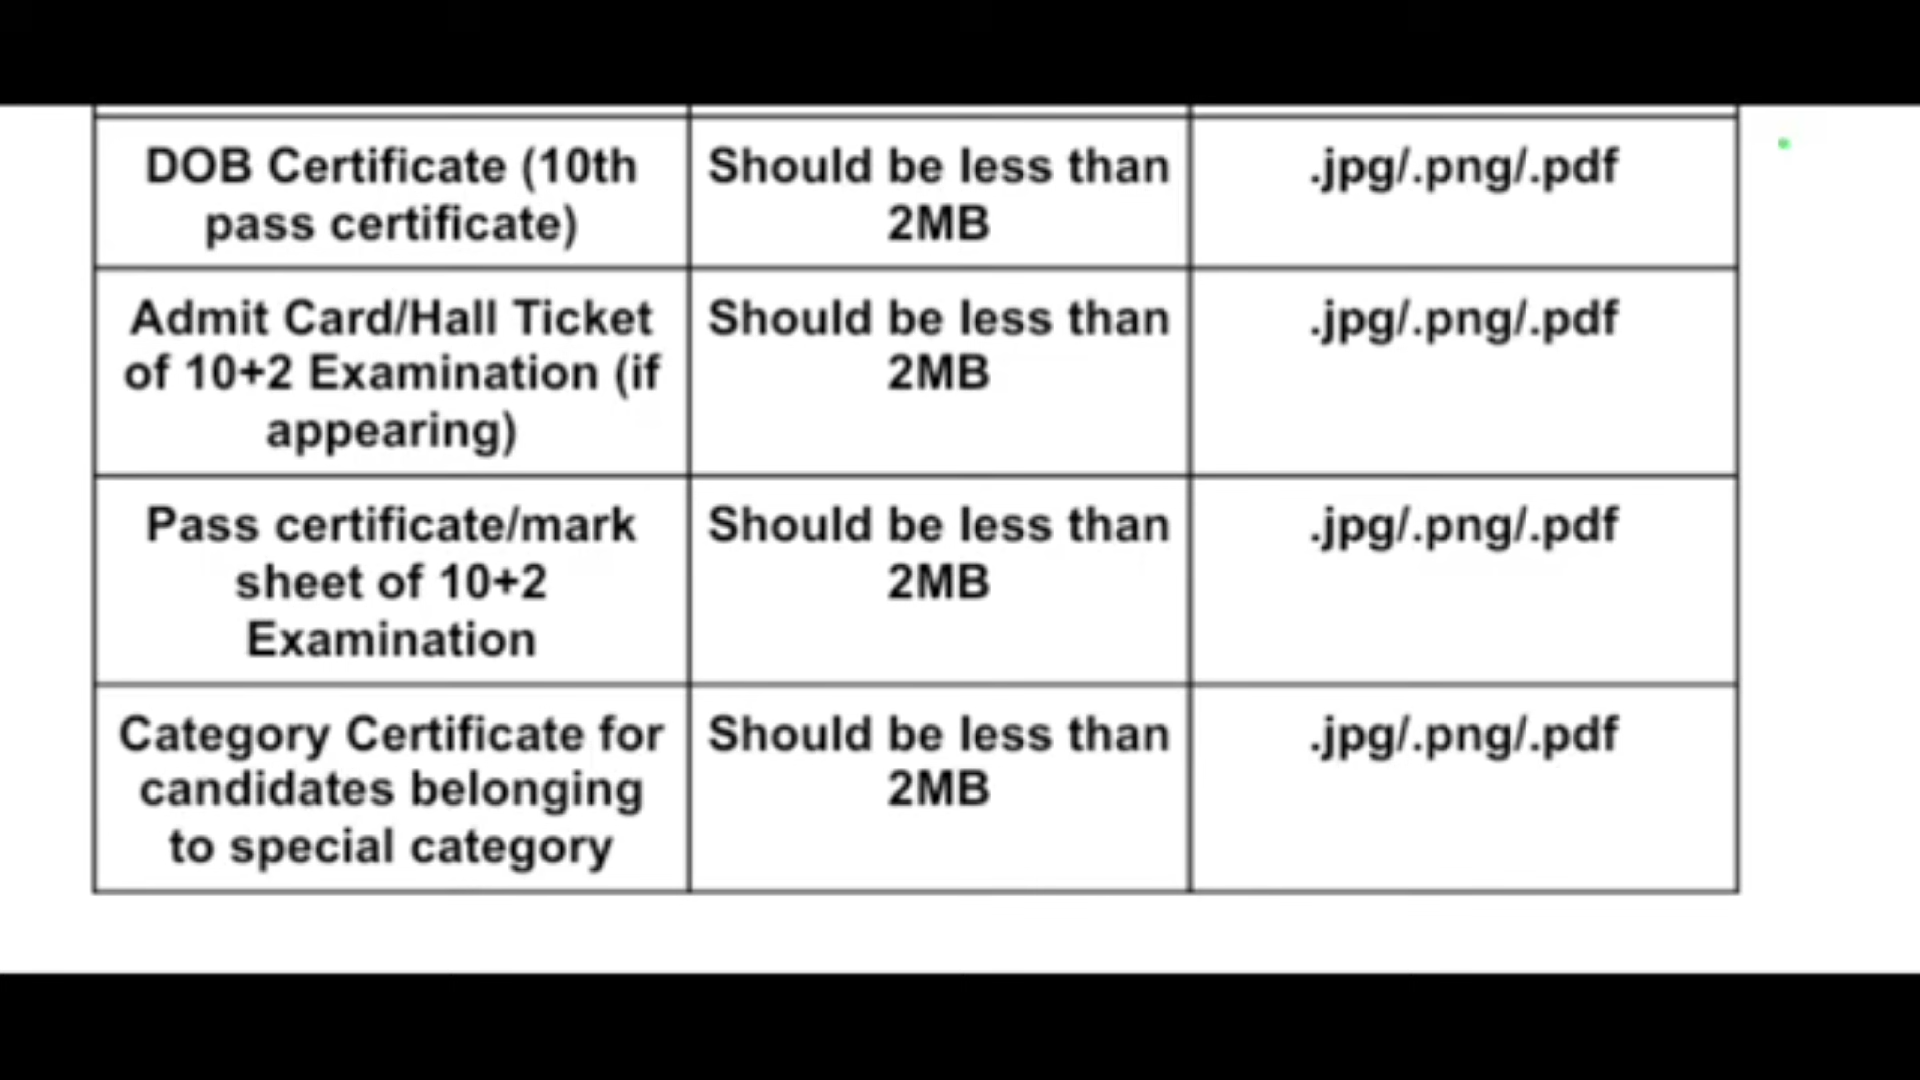 DOB Certificate (10th
pass certificate)
Should be less than
2MB
.jpg/.png/.pdf
Admit Card/Hall Ticket
of 10+2 Examination (if
appearing)
Should be less than
2MB
.jpg/.png/.pdf
Pass certificate/mark
sheet of 10+2
Examination
Should be less than
2MB
.jpg/.png/.pdf
Category Certificate for
candidates belonging
to special category
Should be less than
2MB
.jpg/.png/.pdf